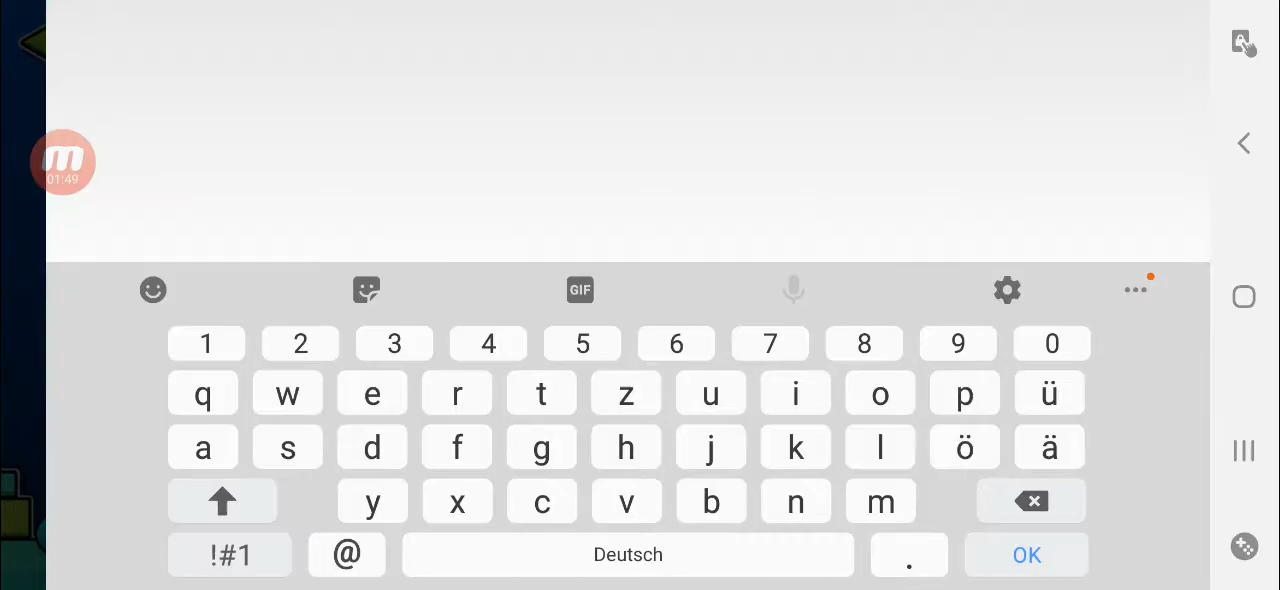 m
01:49
GIF
1 2 3 4 5 6 7 8 9 0
q w e r t z u i o p ü
a s d f g h j k l ö ä
y x c v b n m
!#1 @ Deutsch . OK